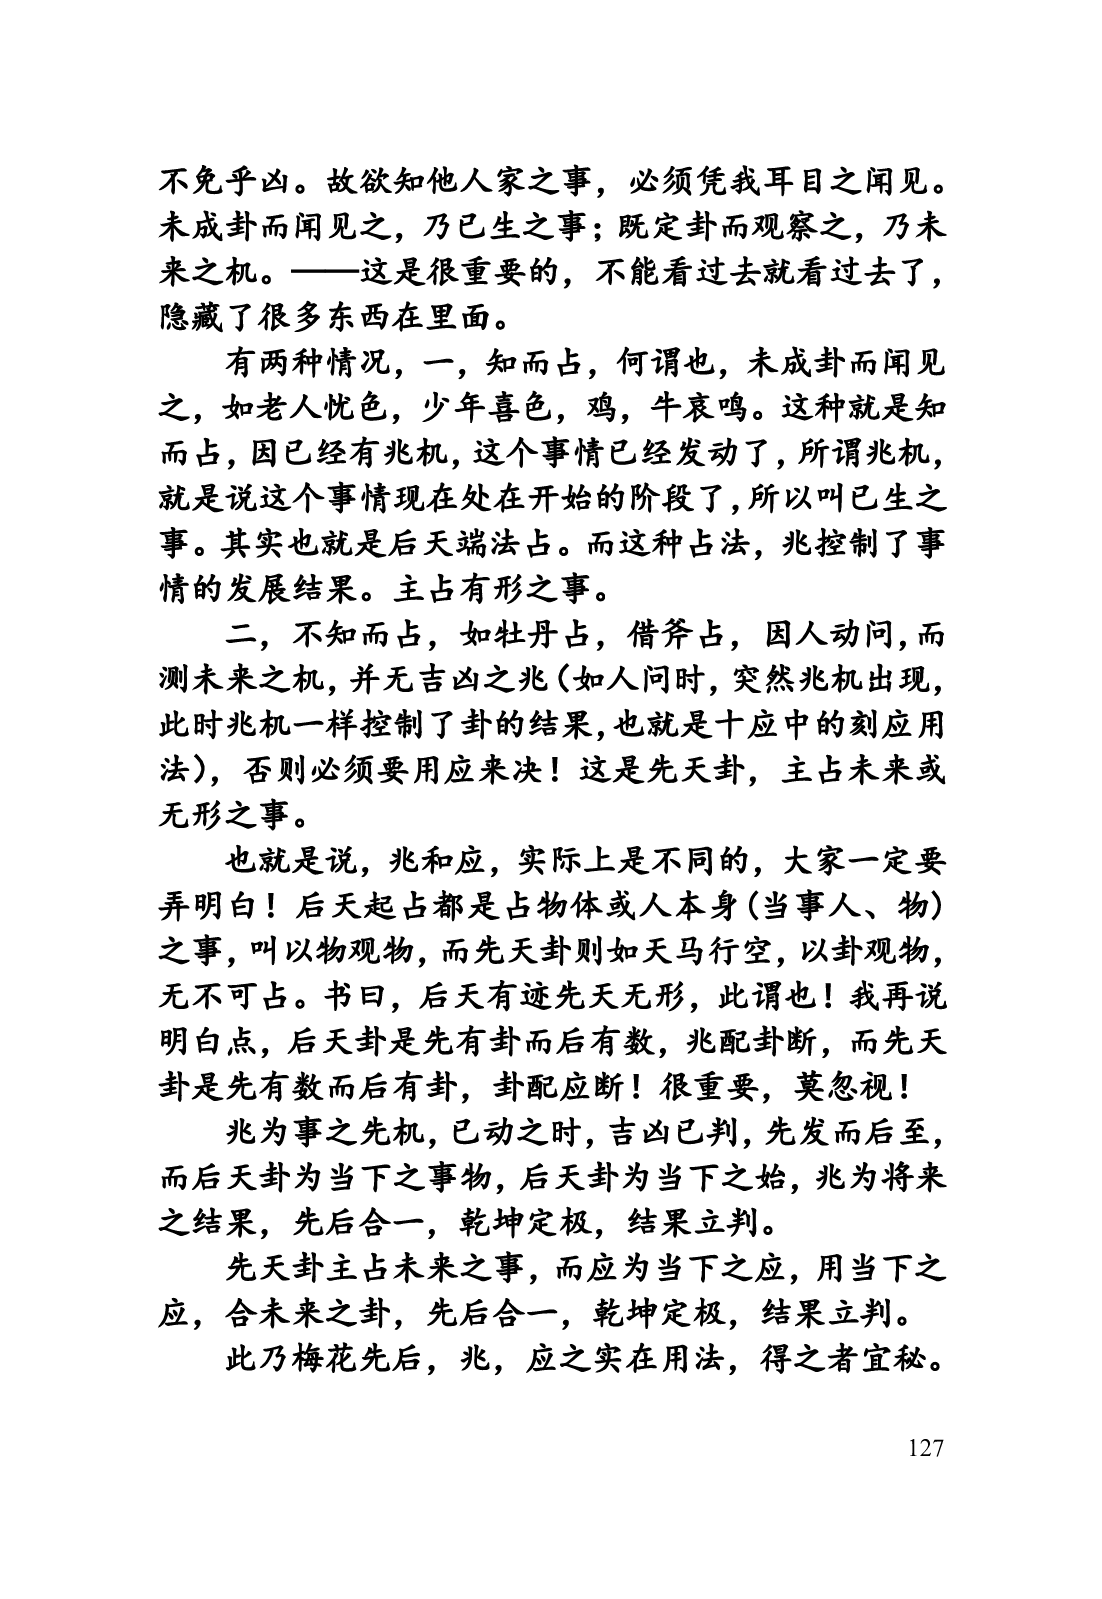 不免乎凶。故欲知他人家之事，必须凭我耳目之闻见。
未成卦而闻见之，乃已生之事；既定卦而观察之，乃未
来之机。——这是很重要的，不能看过去就看过去了，
隐藏了很多东西在里面。
有两种情况，一，知而占，何谓也，未成卦而闻见
之，如老人忧色，少年喜色，鸡，牛哀鸣。这种就是知
而占，因已经有兆机，这个事情已经发动了，所谓兆机，
就是说这个事情现在处在开始的阶段了，所以叫已生之
事。其实也就是后天端法占。而这种占法，兆控制了事
情的发展结果。主占有形之事。
二，不知而占，如牡丹占，借斧占，因人动问，而
测未来之机，并无吉凶之兆（如人问时，突然兆机出现，
此时兆机一样控制了卦的结果，也就是十应中的刻应用
法），否则必须要用应来决！这是先天卦，主占未来或
无形之事。
也就是说，兆和应，实际上是不同的，大家一定要
弄明白！后天起占都是占物体或人本身（当事人、物）
之事，叫以物观物，而先天卦则如天马行空，以卦观物，
无不可占。书曰，后天有迹先天无形，此谓也！我再说
明白点，后天卦是先有卦而后有数，兆配卦断，而先天
卦是先有数而后有卦，卦配应断！很重要，莫忽视！
兆为事之先机，已动之时，吉凶已判，先发而后至，
而后天卦为当下之事物，后天卦为当下之始，兆为将来
之结果，先后合一，乾坤定极，结果立判。
先天卦主占未来之事，而应为当下之应，用当下之
应，合未来之卦，先后合一，乾坤定极，结果立判。
此乃梅花先后，兆，应之实在用法，得之者宜秘。
127